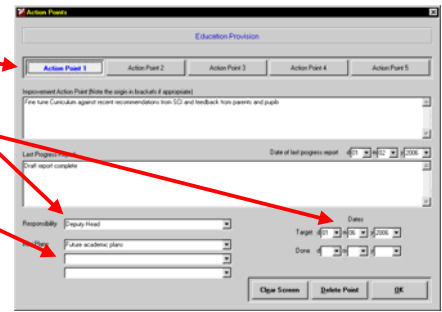 Action Points
Education Provision
Action Point 1 Action Point 2 Action Point 3 Action Point 4 Action Point 5
Improvement Action Point (Note the origin in brackets if appropriate)
Fine tune Curriculum against recent recommendations from SCI and feedback from parents and pupils
Last Progress Date of last progress report d 01 m 02 y 2006
Draft report complete
Responsibility Deputy Head
Dates
Target d 01 m 06 y 2006
Future academic plans
Done d m y
Clear Screen Delete Point OK